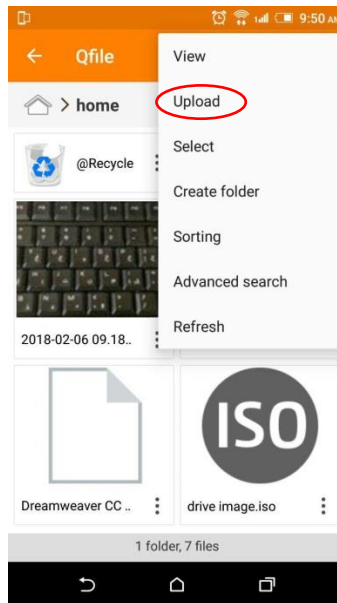 9:50 AM
Qfile
View
> home
Upload
@Recycle
Select
Create folder
Sorting
Advanced search
2018-02-06 09.18..
Refresh
ISO
Dreamweaver CC ..
drive image.iso
1 folder, 7 files